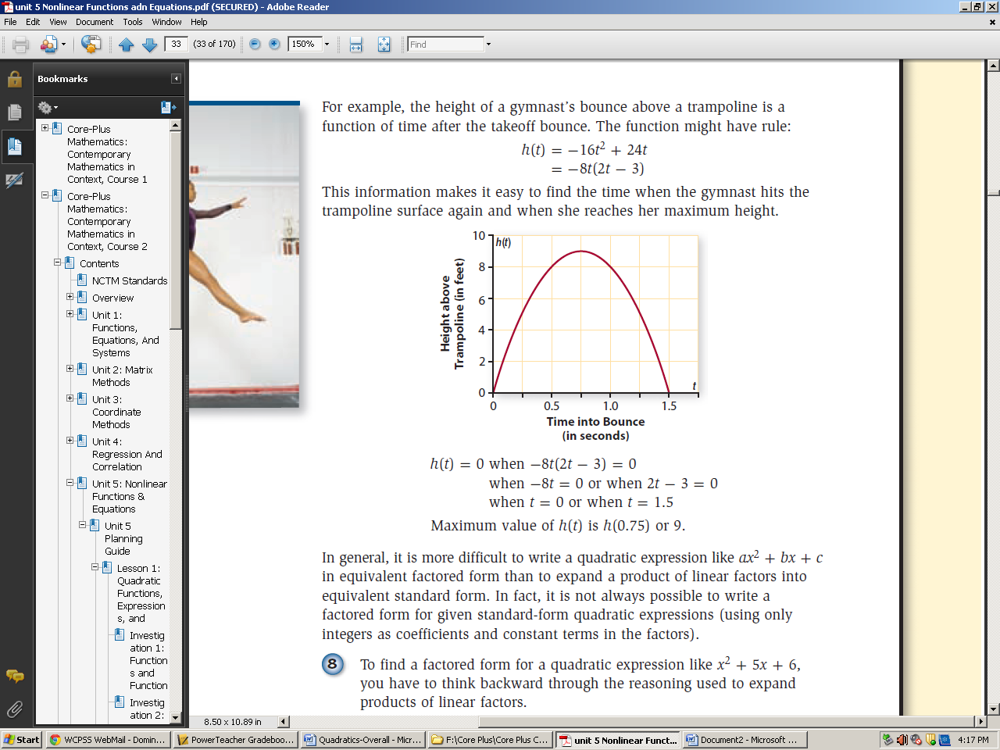 unit 5 Nonlinear Functions adn Equations.pdf (SECURED) - Adobe Reader
File Edit View Document Tools Window Help
33 (33 of 170) 150% Find
Bookmarks
Core-Plus
Mathematics:
Contemporary
Mathematics in
Context, Course 1
Core-Plus
Mathematics:
Contemporary
Mathematics in
Context, Course 2
Contents
NCTM Standards
Overview
Unit 1:
Functions,
Equations, And
Systems
Unit 2: Matrix
Methods
Unit 3:
Coordinate
Methods
Unit 4:
Regression And
Correlation
Unit 5: Nonlinear
Functions &
Equations
Unit 5
Planning
Guide
Lesson 1:
Quadratic
Functions,
Expression
s, and
Investig
ation 1:
Function
s and
Function
Investig
ation 2:
For example, the height of a gymnast's bounce above a trampoline is a
function of time after the takeoff bounce. The function might have rule:
h(t) = −16t² + 24t
= −8t(2t − 3)
This information makes it easy to find the time when the gymnast hits the
trampoline surface again and when she reaches her maximum height.
Height above
Trampoline (in feet)
10
8
6
4
2
0
h(t)
t
0 0.5 1.0 1.5
Time into Bounce
(in seconds)
h(t) = 0 when −8t(2t − 3) = 0
when −8t = 0 or when 2t − 3 = 0
when t = 0 or when t = 1.5
Maximum value of h(t) is h(0.75) or 9.
In general, it is more difficult to write a quadratic expression like ax² + bx + c
in equivalent factored form than to expand a product of linear factors into
equivalent standard form. In fact, it is not always possible to write a
factored form for given standard-form quadratic expressions (using only
integers as coefficients and constant terms in the factors).
8 To find a factored form for a quadratic expression like x² + 5x + 6,
you have to think backward through the reasoning used to expand
products of linear factors.
8.50 x 10.89 in
Start WCPSS WebMail - Domin... PowerTeacher Gradeboo... Quadratics-Overall - Micr... F:\Core Plus\Core Plus C... unit 5 Nonlinear Funct... Document2 - Microsoft ... 4:17 PM